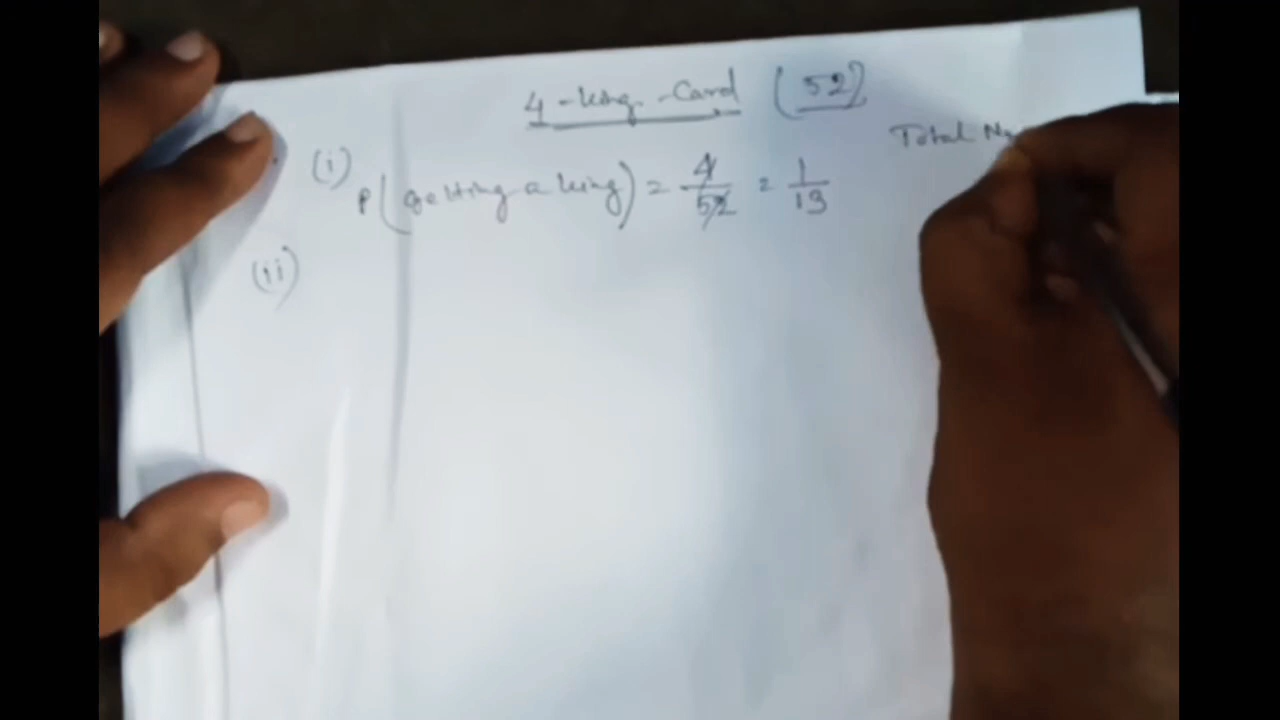 4 - king - Card (52)
Total No
(i) P(getting a king) = 4/52 = 1/13
(ii)